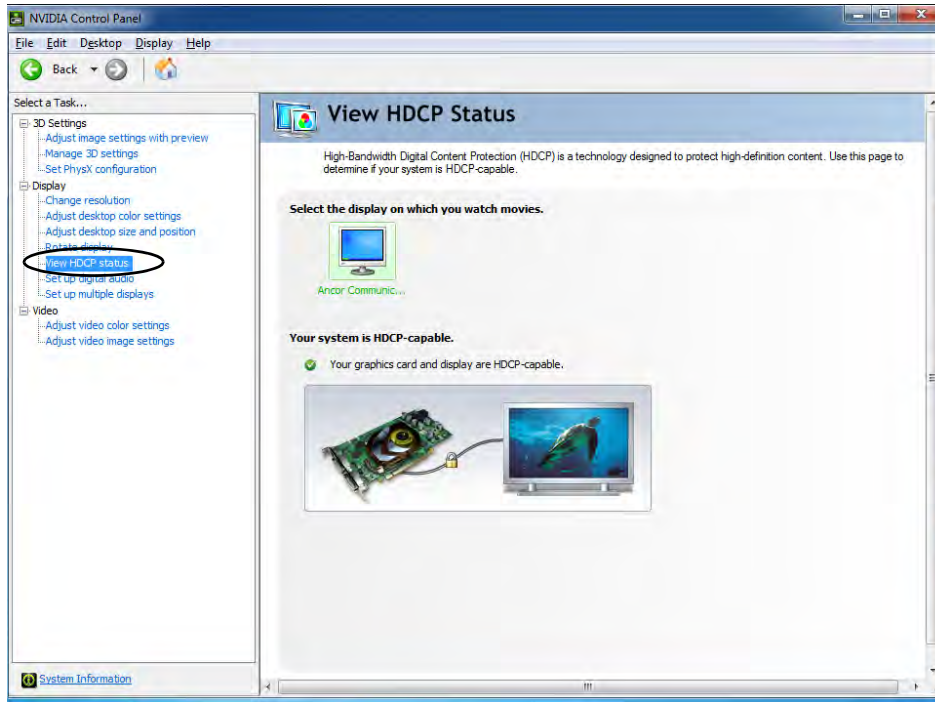 NVIDIA Control Panel
File Edit Desktop Display Help
Back
Select a Task...
3D Settings
Adjust image settings with preview
Manage 3D settings
Set PhysX configuration
Display
Change resolution
Adjust desktop color settings
Adjust desktop size and position
Rotate display
View HDCP status
Set up digital audio
Set up multiple displays
Video
Adjust video color settings
Adjust video image settings
System Information
View HDCP Status
High-Bandwidth Digital Content Protection (HDCP) is a technology designed to protect high-definition content. Use this page to
determine if your system is HDCP-capable.
Select the display on which you watch movies.
Ancor Communic...
Your system is HDCP-capable.
Your graphics card and display are HDCP-capable.